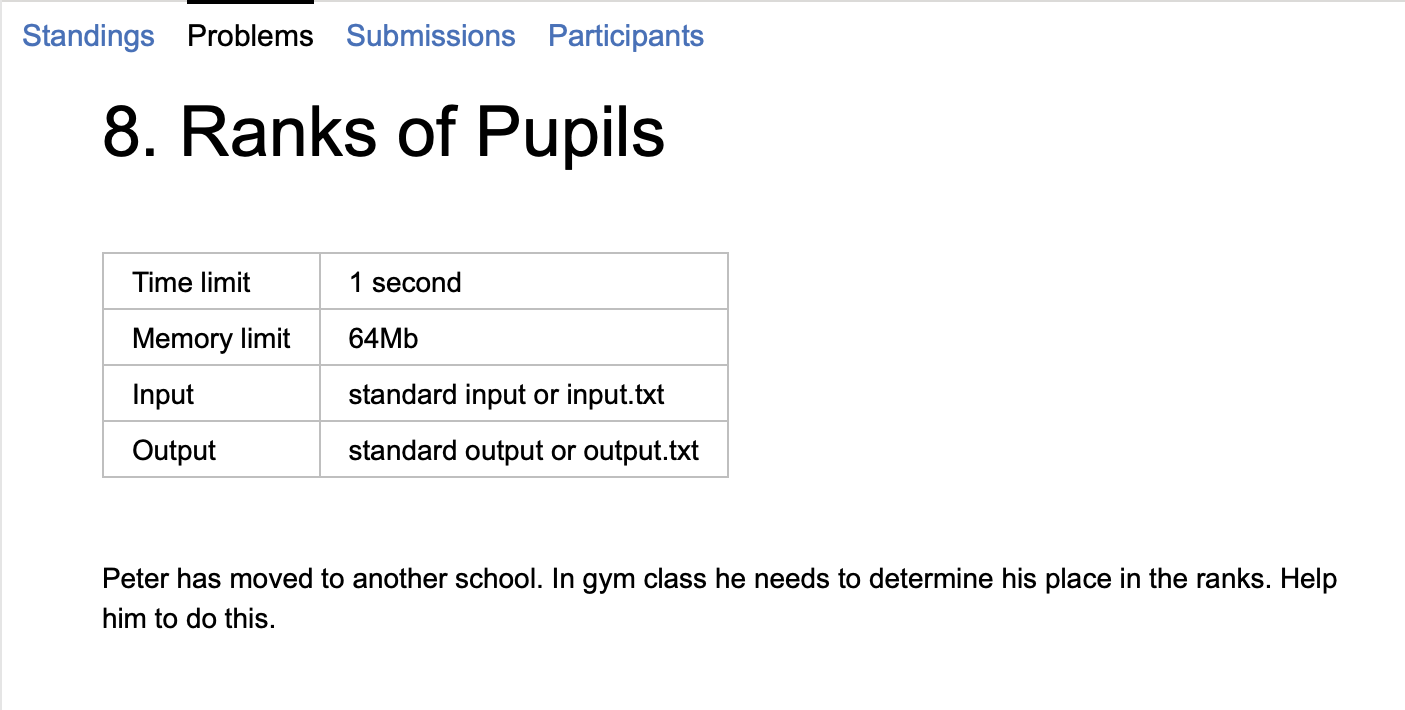 Standings Problems Submissions Participants
8. Ranks of Pupils
Time limit 1 second
Memory limit 64Mb
Input standard input or input.txt
Output standard output or output.txt
Peter has moved to another school. In gym class he needs to determine his place in the ranks. Help
him to do this.